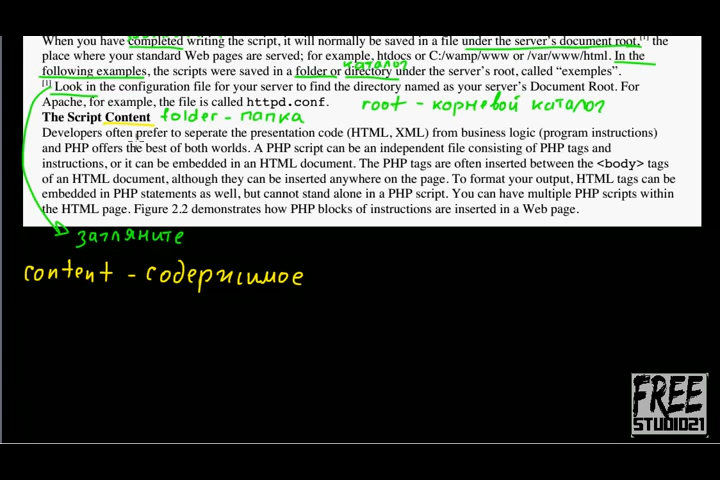 When you have completed writing the script, it will normally be saved in a file under the server's document root,[1] the
place where your standard Web pages are served; for example, htdocs or C:/wamp/www or /var/www/html. In the
каталог
following examples, the scripts were saved in a folder or directory under the server's root, called “exemples”.
[1] Look in the configuration file for your server to find the directory named as your server's Document Root. For
Apache, for example, the file is called httpd.conf.
root - корневой каталог
The Script Content
folder - папка
Developers often prefer to seperate the presentation code (HTML, XML) from business logic (program instructions)
and PHP offers the best of both worlds. A PHP script can be an independent file consisting of PHP tags and
instructions, or it can be embedded in an HTML document. The PHP tags are often inserted between the <body> tags
of an HTML document, although they can be inserted anywhere on the page. To format your output, HTML tags can be
embedded in PHP statements as well, but cannot stand alone in a PHP script. You can have multiple PHP scripts within
the HTML page. Figure 2.2 demonstrates how PHP blocks of instructions are inserted in a Web page.
загляните
content - содержимое
FREE
STUDIO21